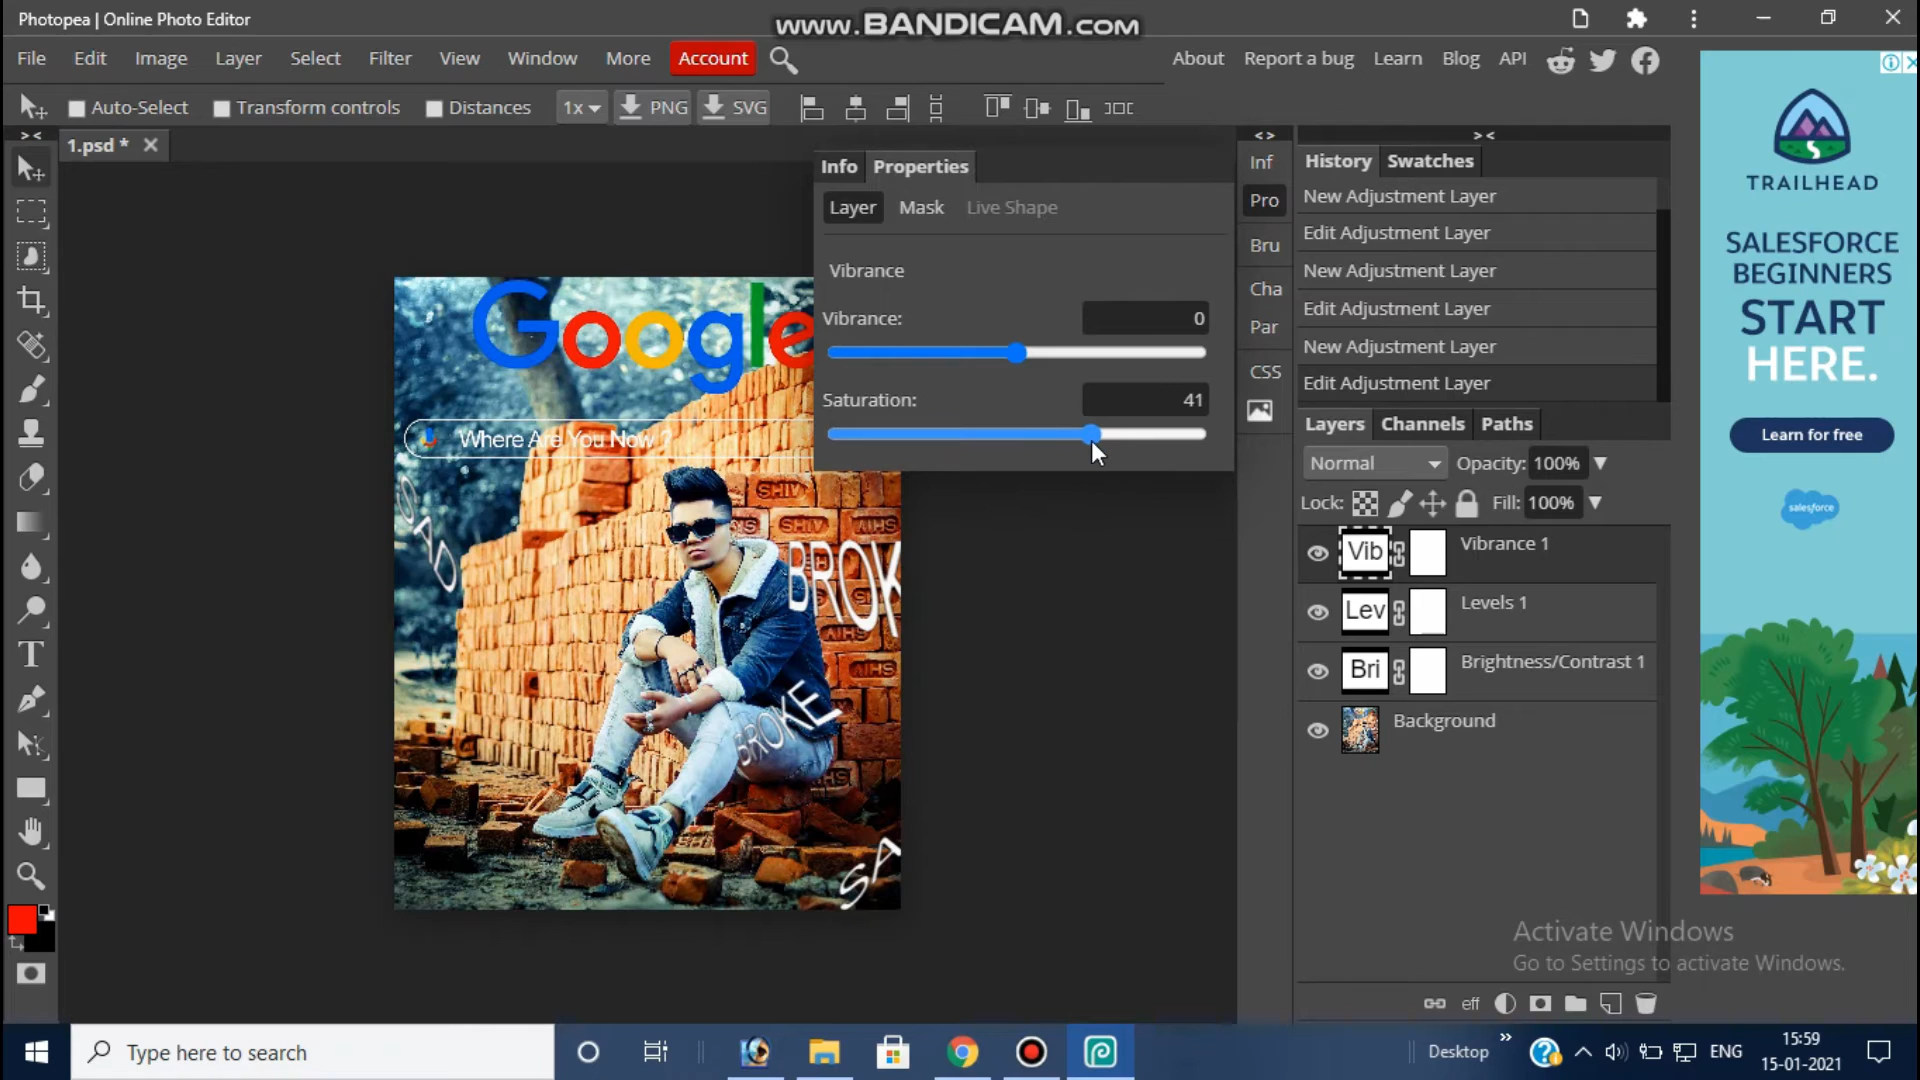 Photopea | Online Photo Editor
www.BANDICAM.com
File Edit Image Layer Select Filter View Window More Account
About Report a bug Learn Blog API
Auto-Select Transform controls Distances 1x PNG SVG
1.psd *
Info Properties
Layer Mask Live Shape
Vibrance
Vibrance: 0
Saturation: 41
Google
Where Are You Now ?
SAD
SHIV
SHIV
SHIV
BROK
BROKE
SA
Inf
Pro
Bru
Cha
Par
CSS
History Swatches
New Adjustment Layer
Edit Adjustment Layer
New Adjustment Layer
Edit Adjustment Layer
New Adjustment Layer
Edit Adjustment Layer
Layers Channels Paths
Normal Opacity: 100%
Lock: Fill: 100%
Vib Vibrance 1
Lev Levels 1
Bri Brightness/Contrast 1
Background
eff
TRAILHEAD
SALESFORCE
BEGINNERS
START
HERE.
Learn for free
salesforce
Activate Windows
Go to Settings to activate Windows.
Type here to search
Desktop
ENG
15:59
15-01-2021